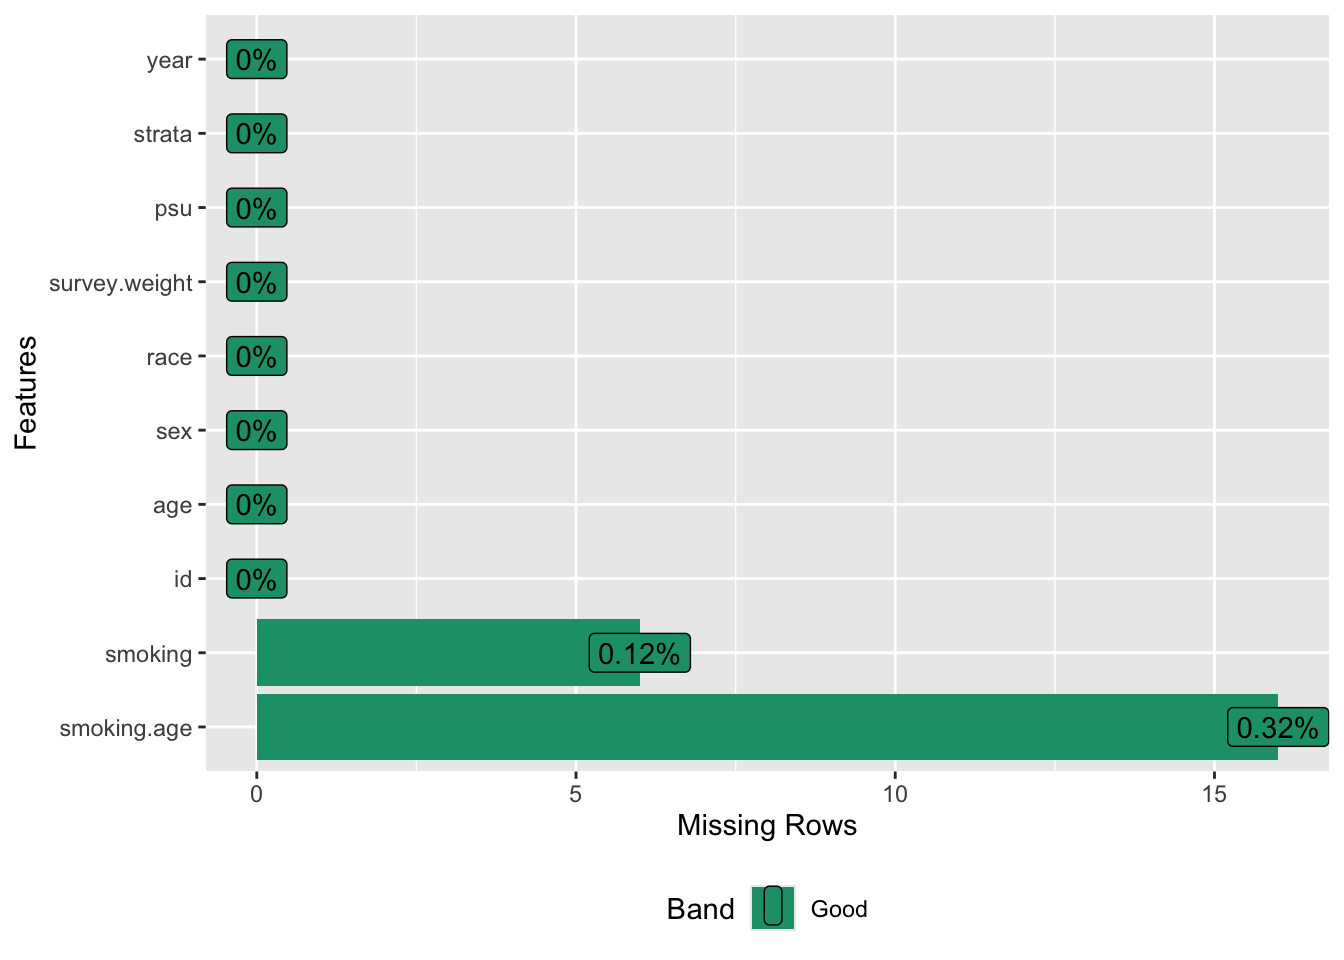 year 0%
strata 0%
psu 0%
survey.weight 0%
race 0%
sex 0%
age 0%
id 0%
smoking 0.12%
smoking.age 0.32%
Features
0 5 10 15
Missing Rows
Band Good